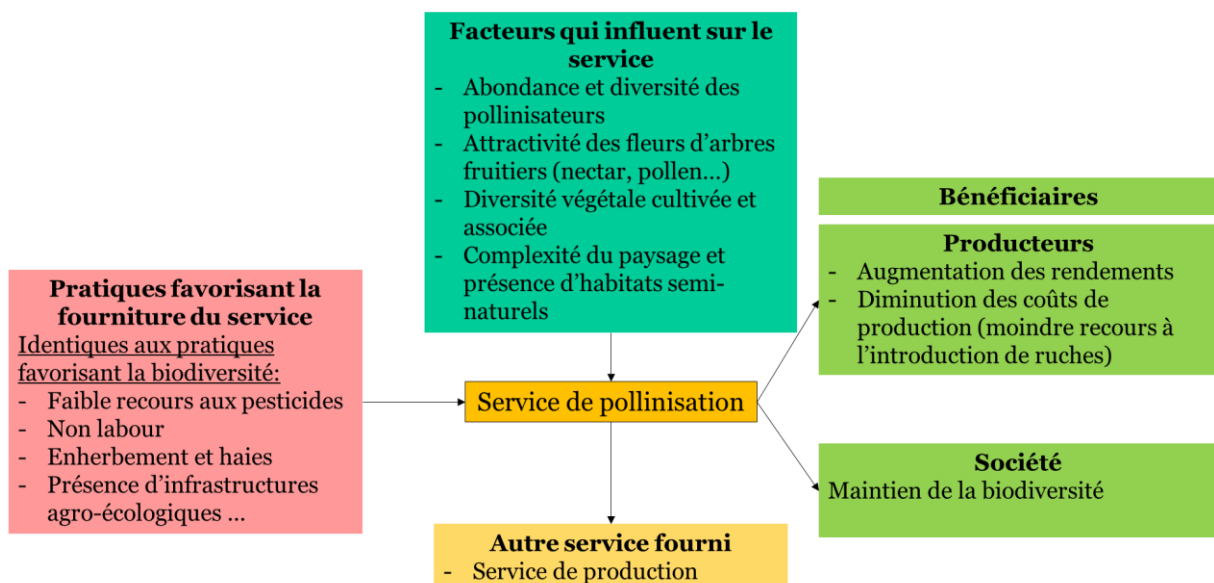 Facteurs qui influent sur le
service
- Abondance et diversité des
pollinisateurs
- Attractivité des fleurs d'arbres
fruitiers (nectar, pollen...)
- Diversité végétale cultivée et
associée
- Complexité du paysage et
présence d'habitats semi-
naturels
Pratiques favorisant la
fourniture du service
Identiques aux pratiques
favorisant la biodiversité:
- Faible recours aux pesticides
- Non labour
- Enherbement et haies
- Présence d'infrastructures
agro-écologiques ...
Service de pollinisation
Bénéficiaires
Producteurs
- Augmentation des rendements
- Diminution des coûts de
production (moindre recours à
l'introduction de ruches)
Société
Maintien de la biodiversité
Autre service fourni
- Service de production